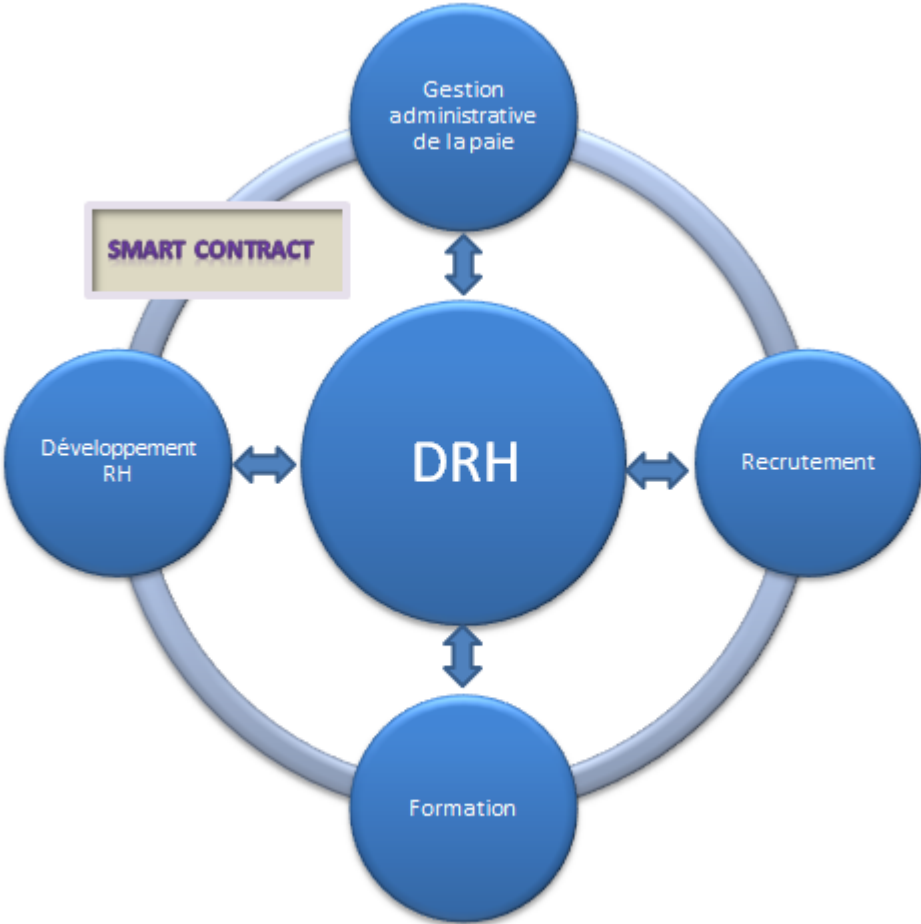 Gestion
administrative
de la paie
SMART CONTRACT
Développement
RH
DRH
Recrutement
Formation